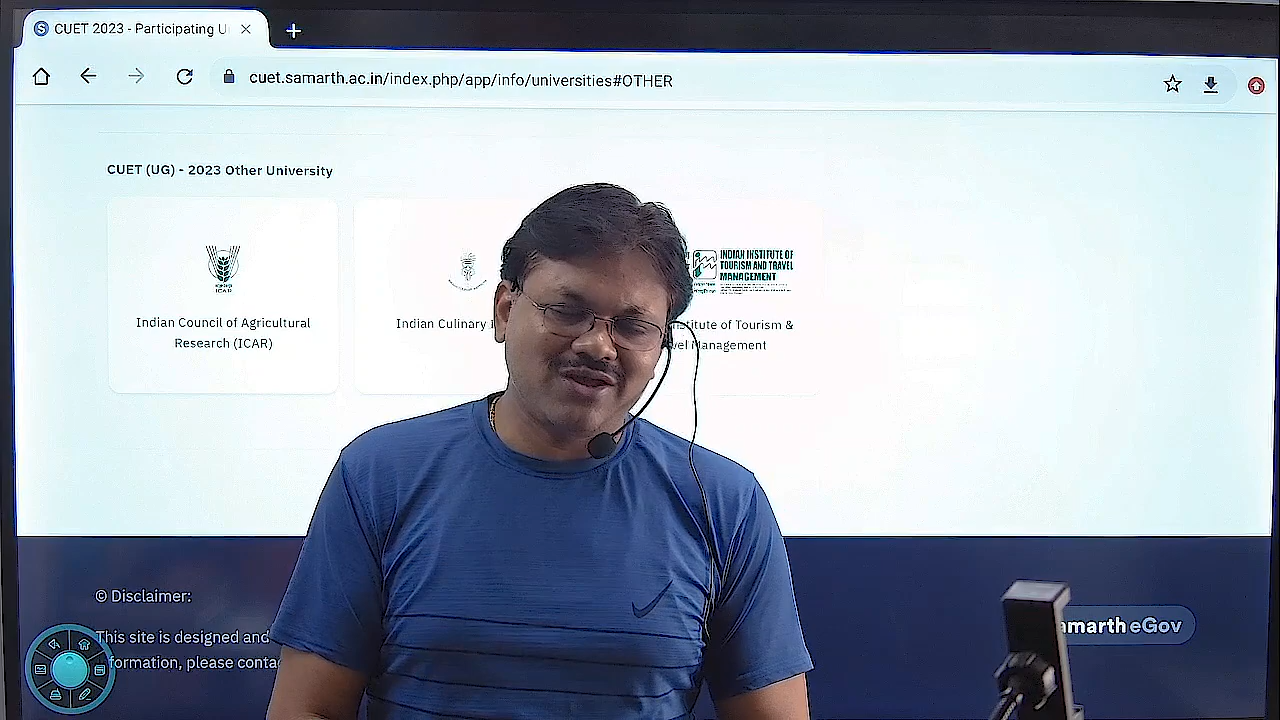 CUET 2023 - Participating U
cuet.samarth.ac.in/index.php/app/info/universities#OTHER
CUET (UG) - 2023 Other University
ICAR
Indian Council of Agricultural
Research (ICAR)
Indian Culinary
INDIAN INSTITUTE OF
TOURISM AND TRAVEL
MANAGEMENT
nstitute of Tourism &
vel Management
© Disclaimer:
This site is designed and
formation, please contac
amarth eGov